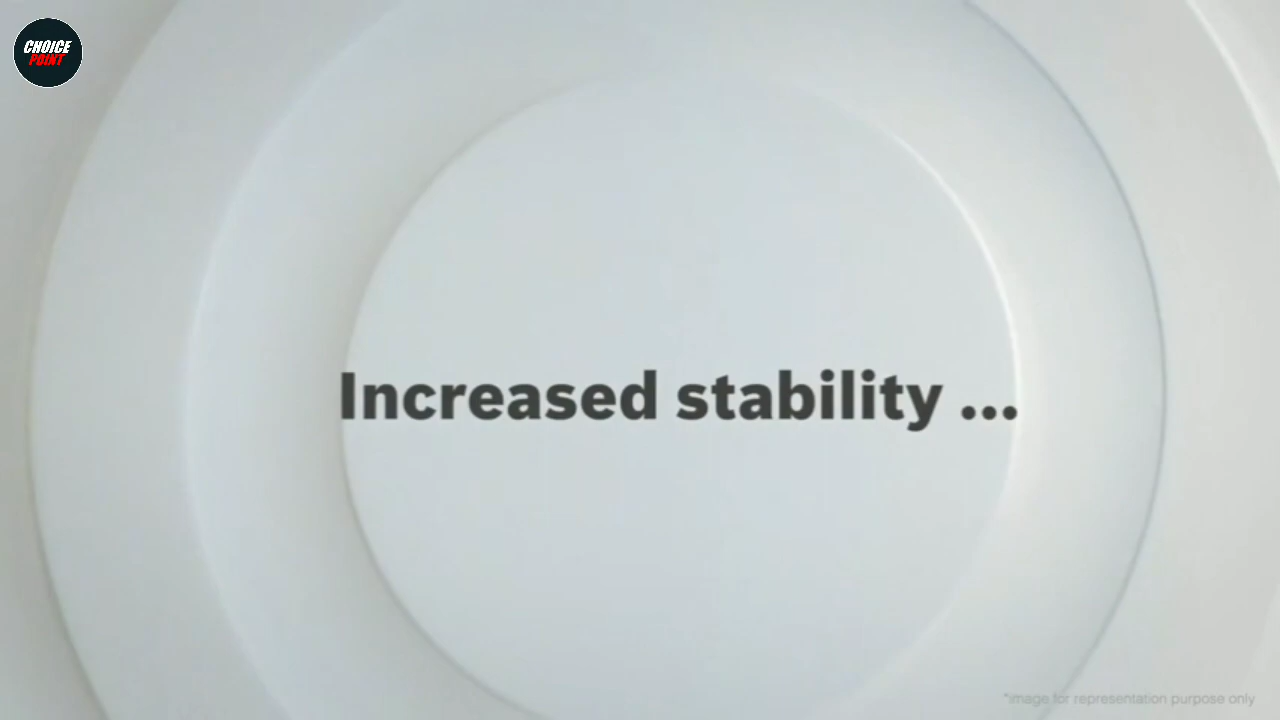 CHOICE
POINT
Increased stability ...
*image for representation purpose only